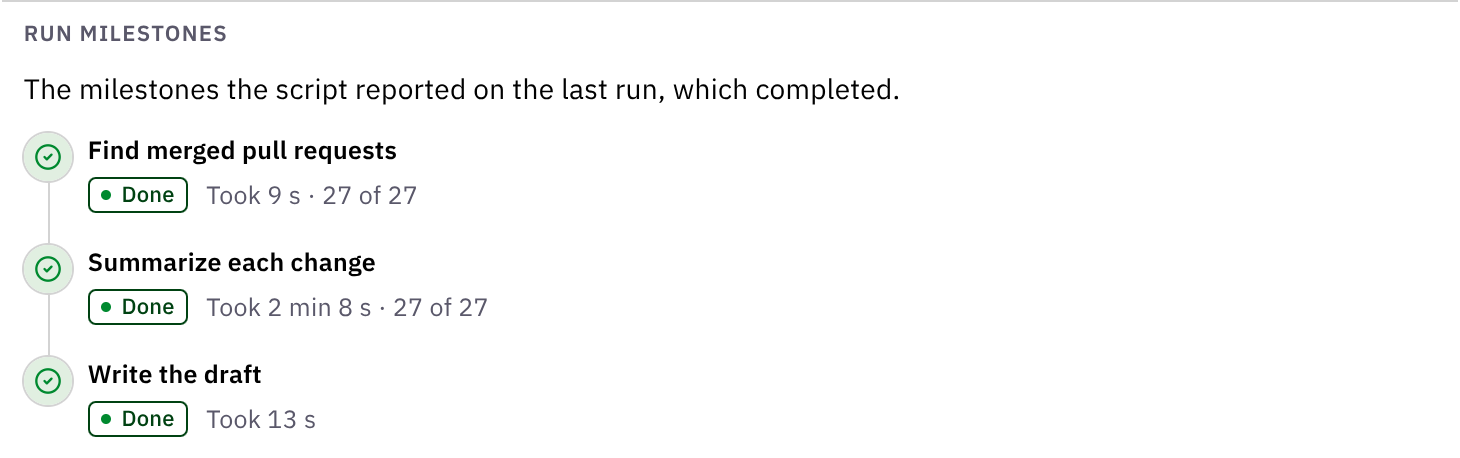 RUN MILESTONES
The milestones the script reported on the last run, which completed.
Find merged pull requests
Done Took 9 s · 27 of 27
Summarize each change
Done Took 2 min 8 s · 27 of 27
Write the draft
Done Took 13 s